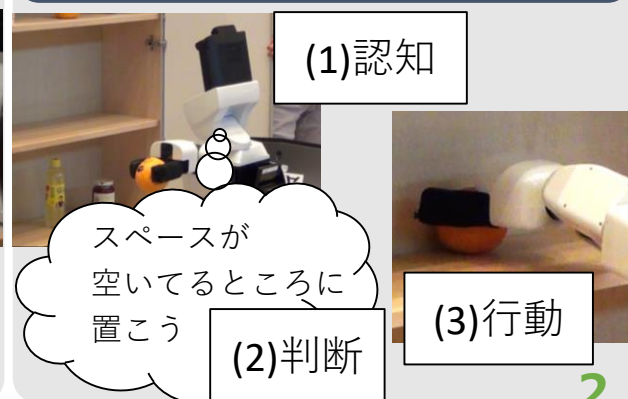 (1)認知
スペースが
空いてるところに
置こう
(2)判断
(3)行動
2